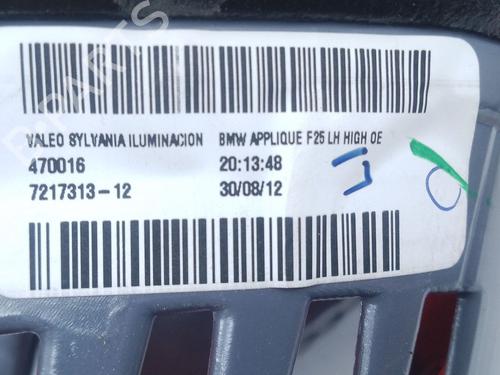 VALEO SYLVANIA ILUMINACION BMW APPLIQUE F25 LH HIGH OE
470016 20:13:48
7217313-12 30/08/12